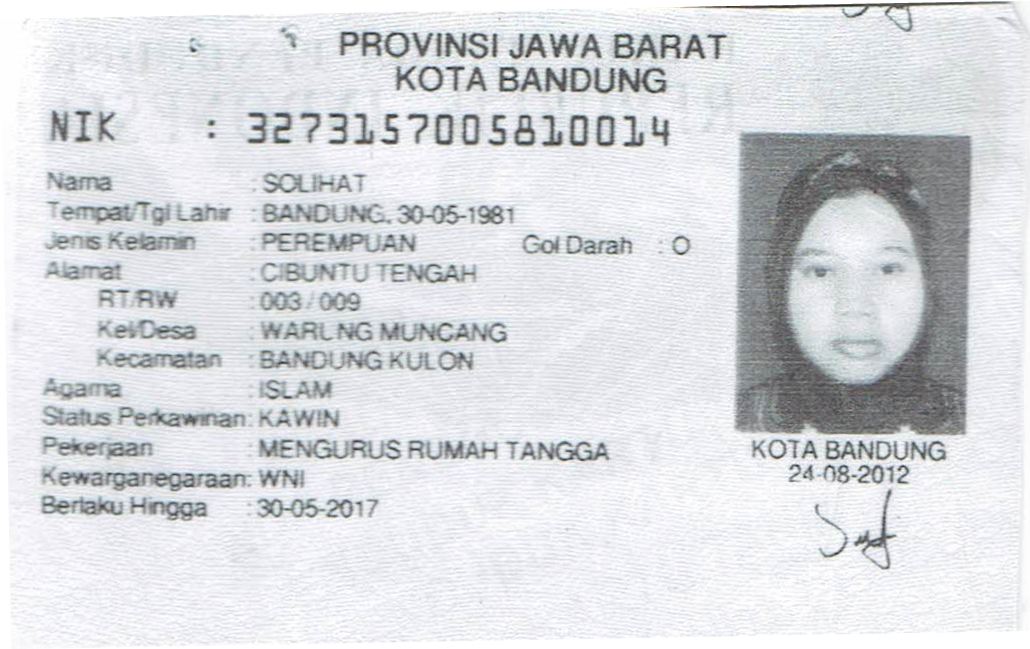 PROVINSI JAWA BARAT
KOTA BANDUNG
NIK : 3273157005810014
Nama : SOLIHAT
Tempat/Tgl Lahir : BANDUNG, 30-05-1981
Jenis Kelamin : PEREMPUAN Gol Darah : O
Alamat : CIBUNTU TENGAH
RT/RW : 003 / 009
Kel/Desa : WARUNG MUNCANG
Kecamatan : BANDUNG KULON
Agama : ISLAM
Status Perkawinan: KAWIN
Pekerjaan : MENGURUS RUMAH TANGGA
Kewarganegaraan: WNI
Berlaku Hingga : 30-05-2017
KOTA BANDUNG
24-08-2012